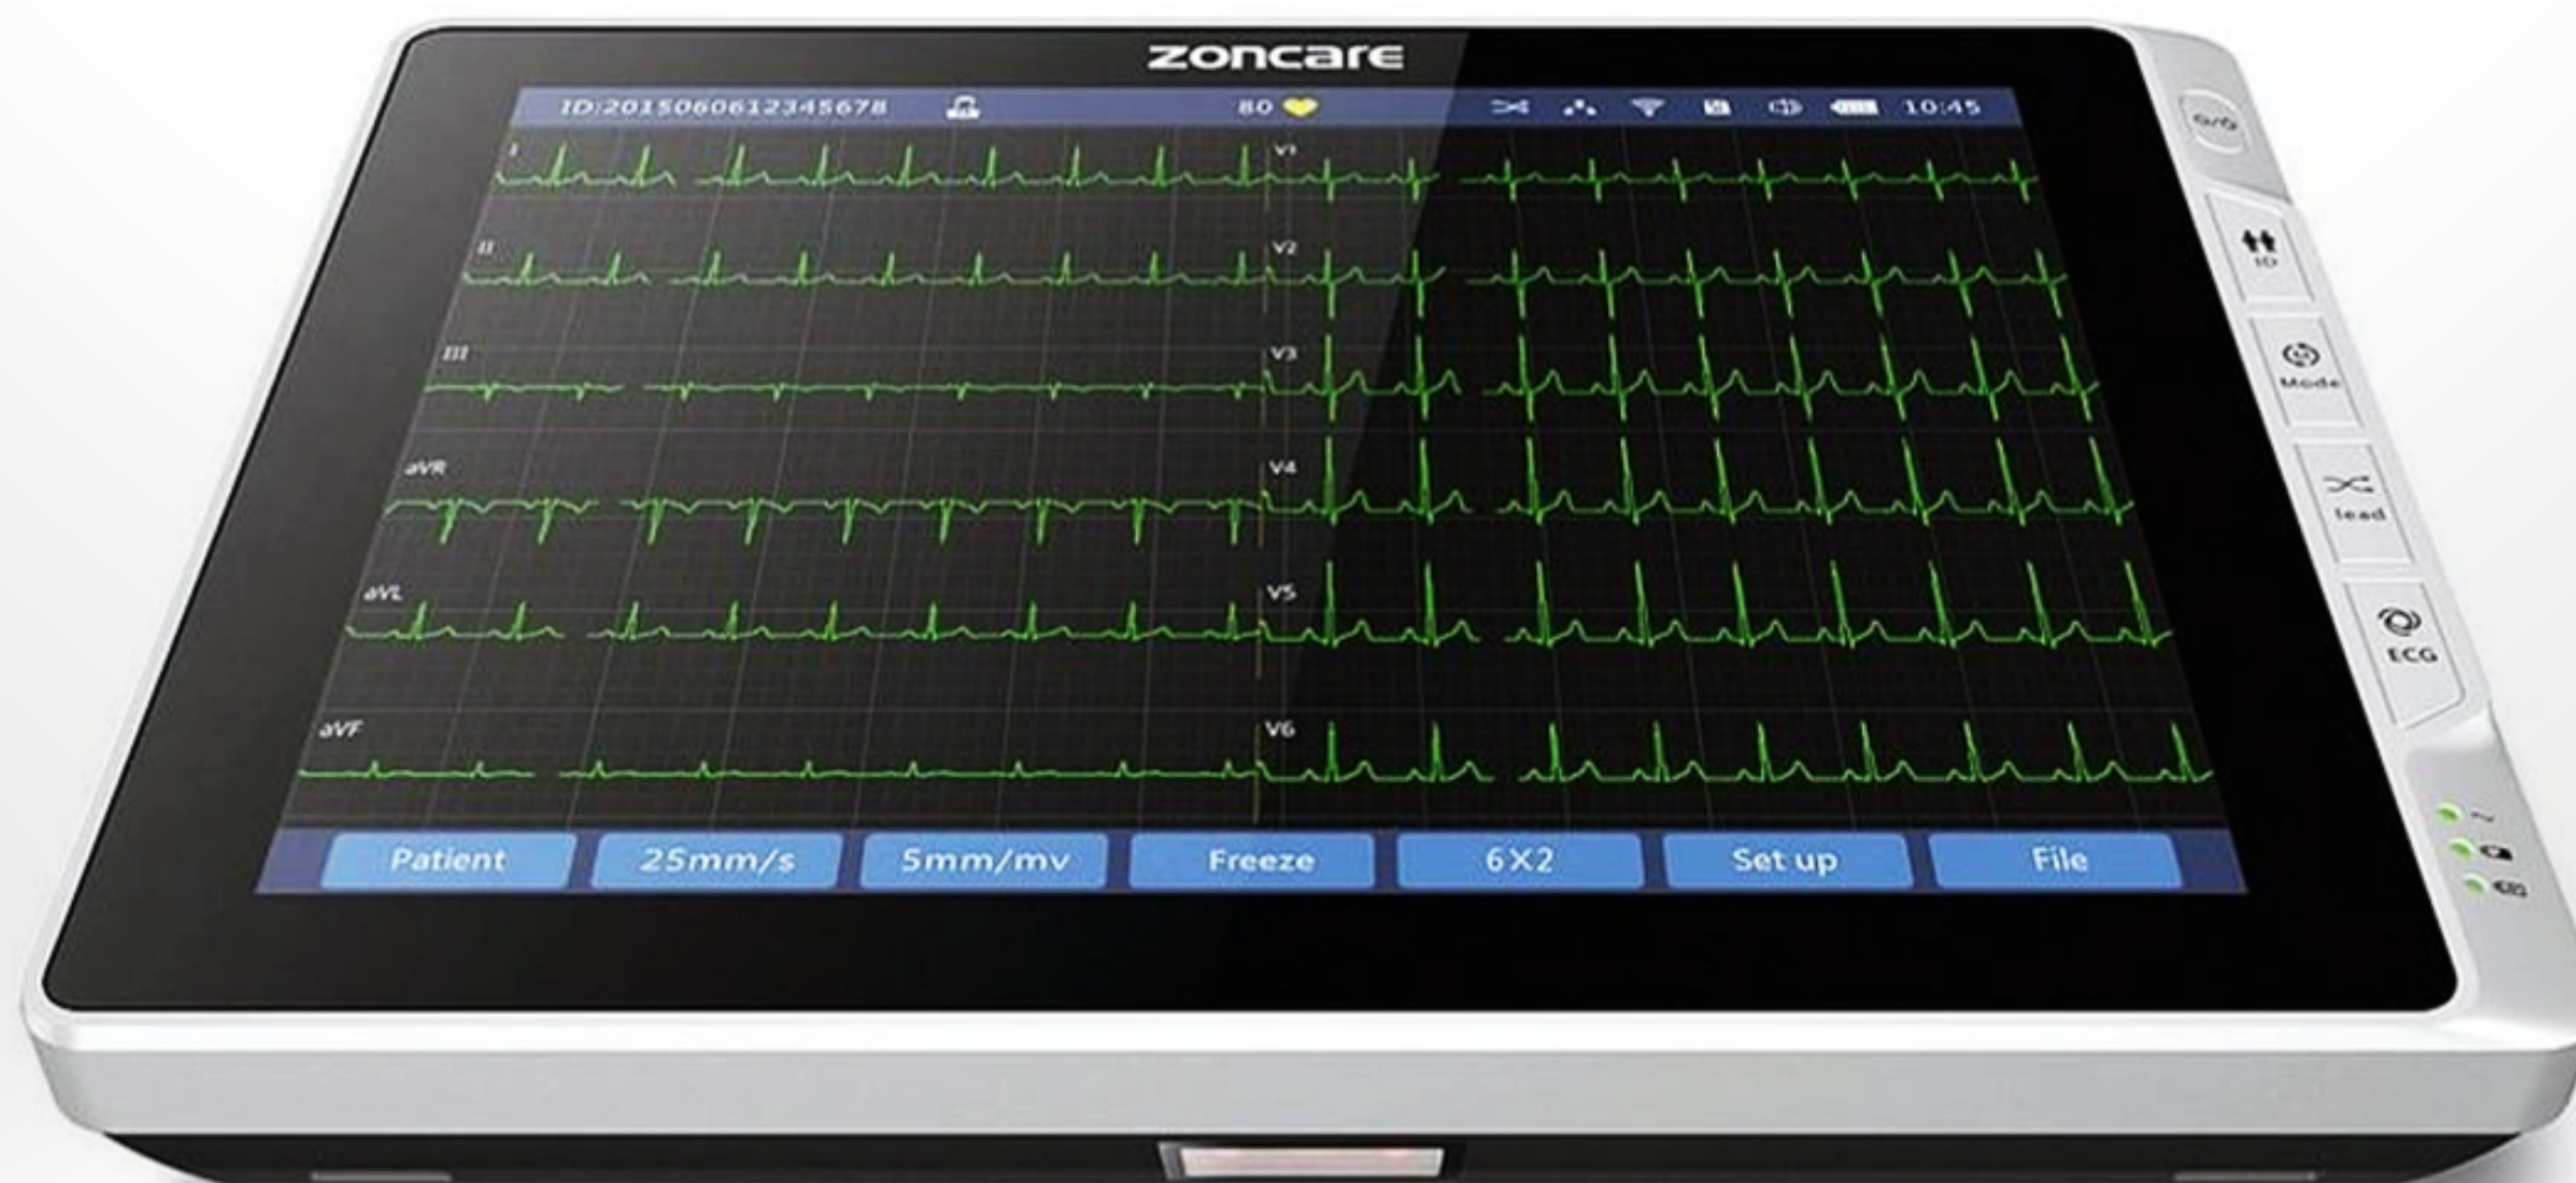 zoncare
ID:2015060612345678 80 10:45
I V1
II V2
ID
III V3
Mode
aVR V4
lead
aVL V5
ECG
aVF V6
Patient 25mm/s 5mm/mv Freeze 6X2 Set up File